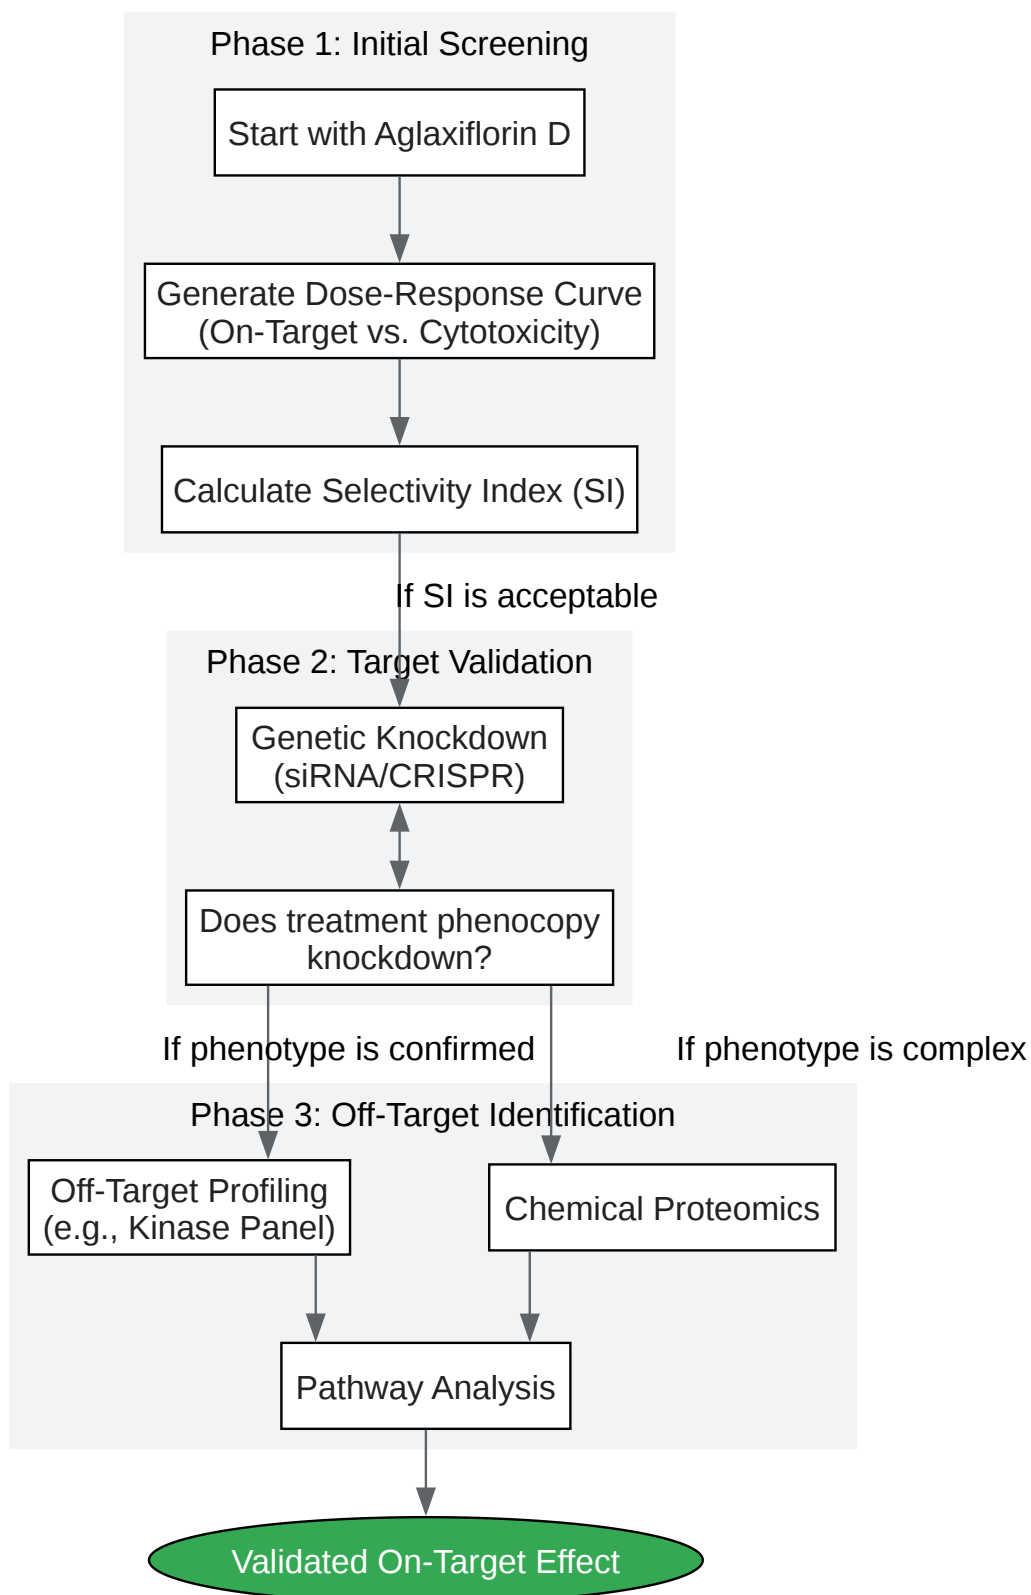 Phase 1: Initial Screening
Start with Aglaxiflorin D
Generate Dose-Response Curve
(On-Target vs. Cytotoxicity)
Calculate Selectivity Index (SI)
If SI is acceptable
Phase 2: Target Validation
Genetic Knockdown
(siRNA/CRISPR)
Does treatment phenocopy
knockdown?
If phenotype is confirmed
If phenotype is complex
Phase 3: Off-Target Identification
Off-Target Profiling
(e.g., Kinase Panel)
Chemical Proteomics
Pathway Analysis
Validated On-Target Effect